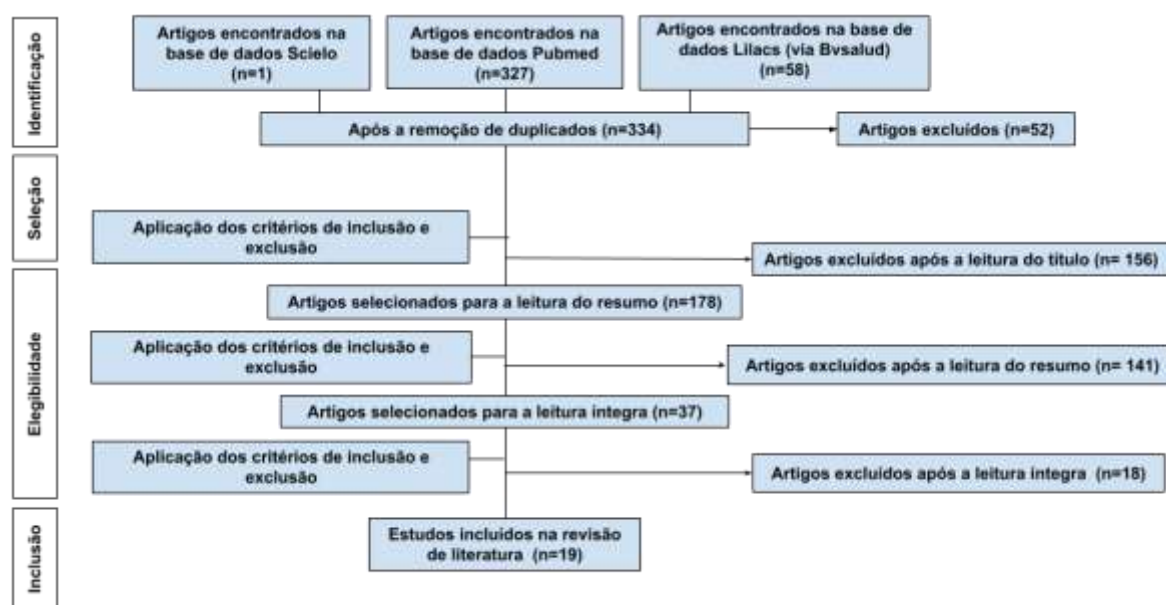 Identificação
Artigos encontrados na
base de dados Scielo
(n=1)
Artigos encontrados na
base de dados Pubmed
(n=327)
Artigos encontrados na base de
dados Lilacs (via Bvsalud)
(n=58)
Após a remoção de duplicados (n=334)
Artigos excluídos (n=52)
Seleção
Aplicação dos critérios de inclusão e
exclusão
Artigos excluídos após a leitura do título (n= 156)
Elegibilidade
Artigos selecionados para a leitura do resumo (n=178)
Aplicação dos critérios de inclusão e
exclusão
Artigos excluídos após a leitura do resumo (n= 141)
Artigos selecionados para a leitura integra (n=37)
Aplicação dos critérios de inclusão e
exclusão
Artigos excluídos após a leitura integra (n=18)
Inclusão
Estudos incluídos na revisão
de literatura (n=19)